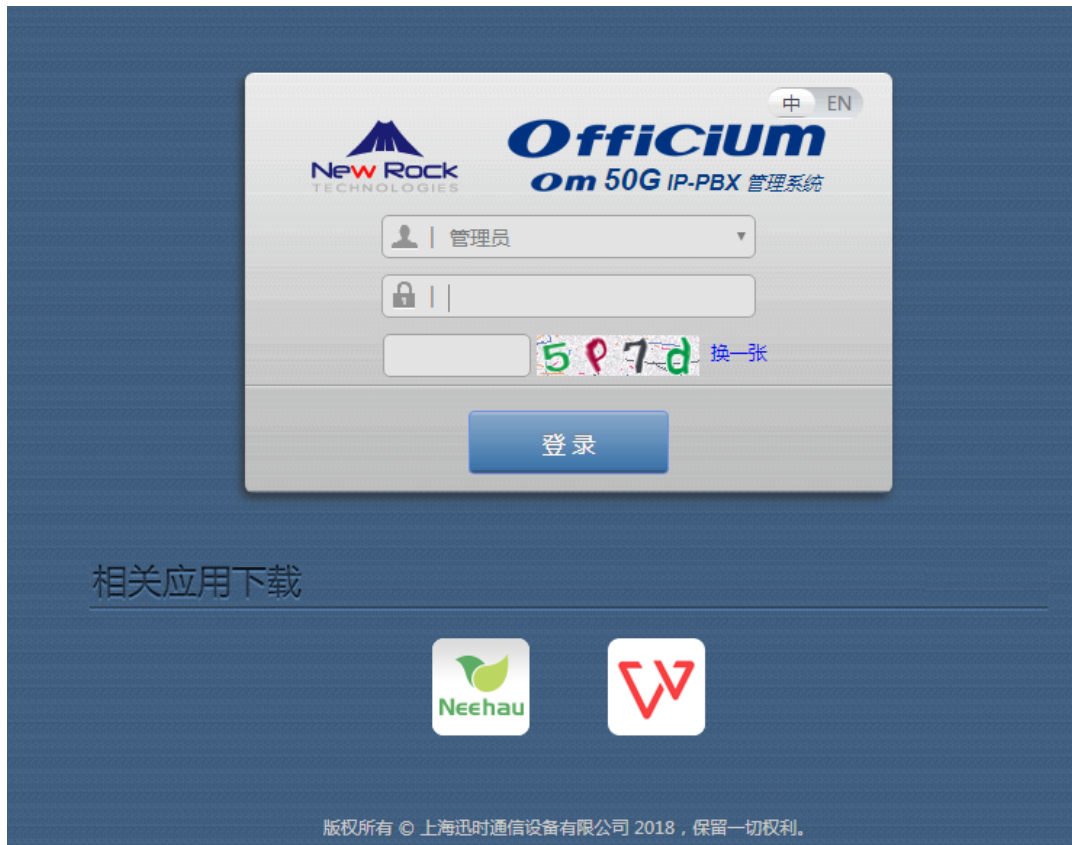 中 EN
New Rock
TECHNOLOGIES
OfficiUm
Om 50G IP-PBX 管理系统
管理员
5P7d 换一张
登录
相关应用下载
Neehau
版权所有 © 上海迅时通信设备有限公司 2018，保留一切权利。